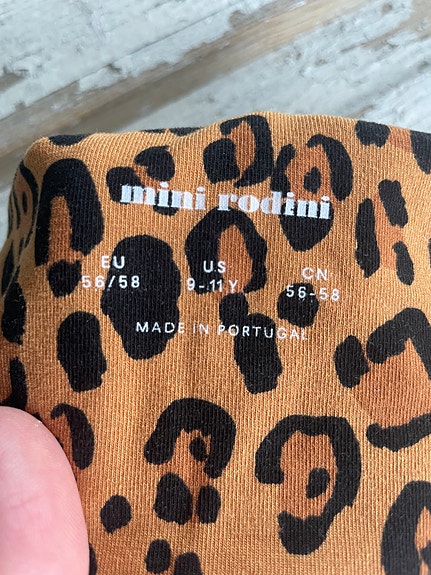 mini rodini
EU US CN
56/58 9-11Y 56-58
MADE IN PORTUGAL